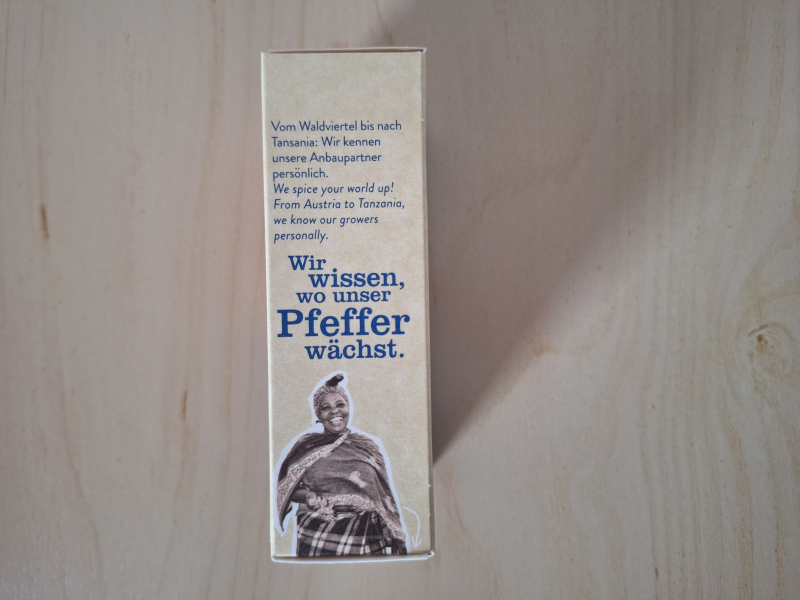 Vom Waldviertel bis nach
Tansania: Wir kennen
unsere Anbaupartner
persönlich.
We spice your world up!
From Austria to Tanzania,
we know our growers
personally.
Wir
wissen,
wo unser
Pfeffer
wächst.